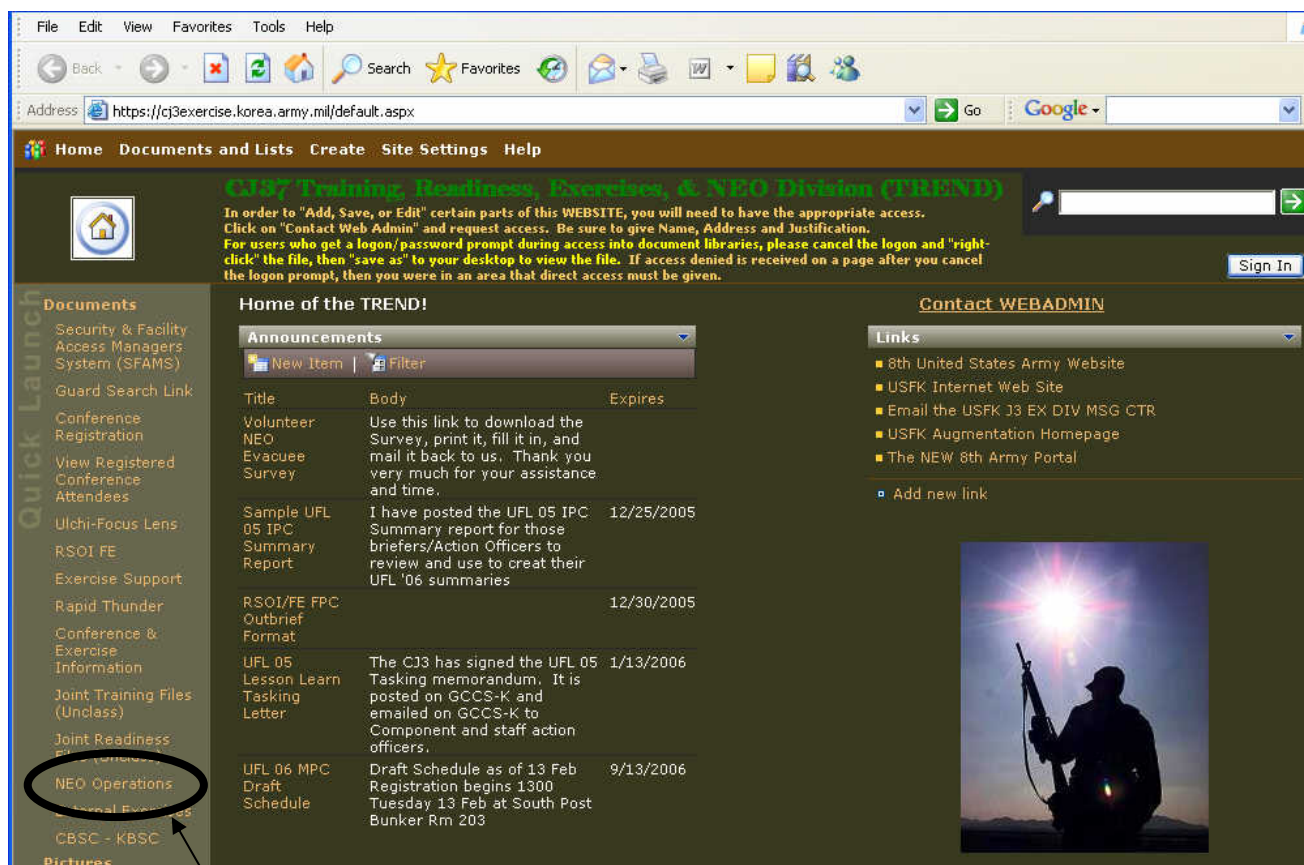 File Edit View Favorites Tools Help
Back Search Favorites
Address https://cj3exercise.korea.army.mil/default.aspx Go Google
Home Documents and Lists Create Site Settings Help
CJ37 Training, Readiness, Exercises, & NEO Division (TREND)
In order to "Add, Save, or Edit" certain parts of this WEBSITE, you will need to have the appropriate access.
Click on "Contact Web Admin" and request access. Be sure to give Name, Address and Justification.
For users who get a logon/password prompt during access into document libraries, please cancel the logon and "right-
click" the file, then "save as" to your desktop to view the file. If access denied is received on a page after you cancel
the logon prompt, then you were in an area that direct access must be given.
Sign In
Quick Launch
Documents
Security & Facility
Access Managers
System (SFAMS)
Guard Search Link
Conference
Registration
View Registered
Conference
Attendees
Ulchi-Focus Lens
RSOI FE
Exercise Support
Rapid Thunder
Conference &
Exercise
Information
Joint Training Files
(Unclass)
Joint Readiness
Files (Unclass)
NEO Operations
External Exercises
CBSC - KBSC
Pictures
Home of the TREND!
Announcements
New Item | Filter
Title Body Expires
Volunteer
NEO
Evacuee
Survey
Use this link to download the
Survey, print it, fill it in, and
mail it back to us. Thank you
very much for your assistance
and time.
Sample UFL
05 IPC
Summary
Report
I have posted the UFL 05 IPC
Summary report for those
briefers/Action Officers to
review and use to creat their
UFL '06 summaries
12/25/2005
RSOI/FE FPC
Outbrief
Format
12/30/2005
UFL 05
Lesson Learn
Tasking
Letter
The CJ3 has signed the UFL 05
Tasking memorandum. It is
posted on GCCS-K and
emailed on GCCS-K to
Component and staff action
officers.
1/13/2006
UFL 06 MPC
Draft
Schedule
Draft Schedule as of 13 Feb
Registration begins 1300
Tuesday 13 Feb at South Post
Bunker Rm 203
9/13/2006
Contact WEBADMIN
Links
8th United States Army Website
USFK Internet Web Site
Email the USFK J3 EX DIV MSG CTR
USFK Augmentation Homepage
The NEW 8th Army Portal
Add new link